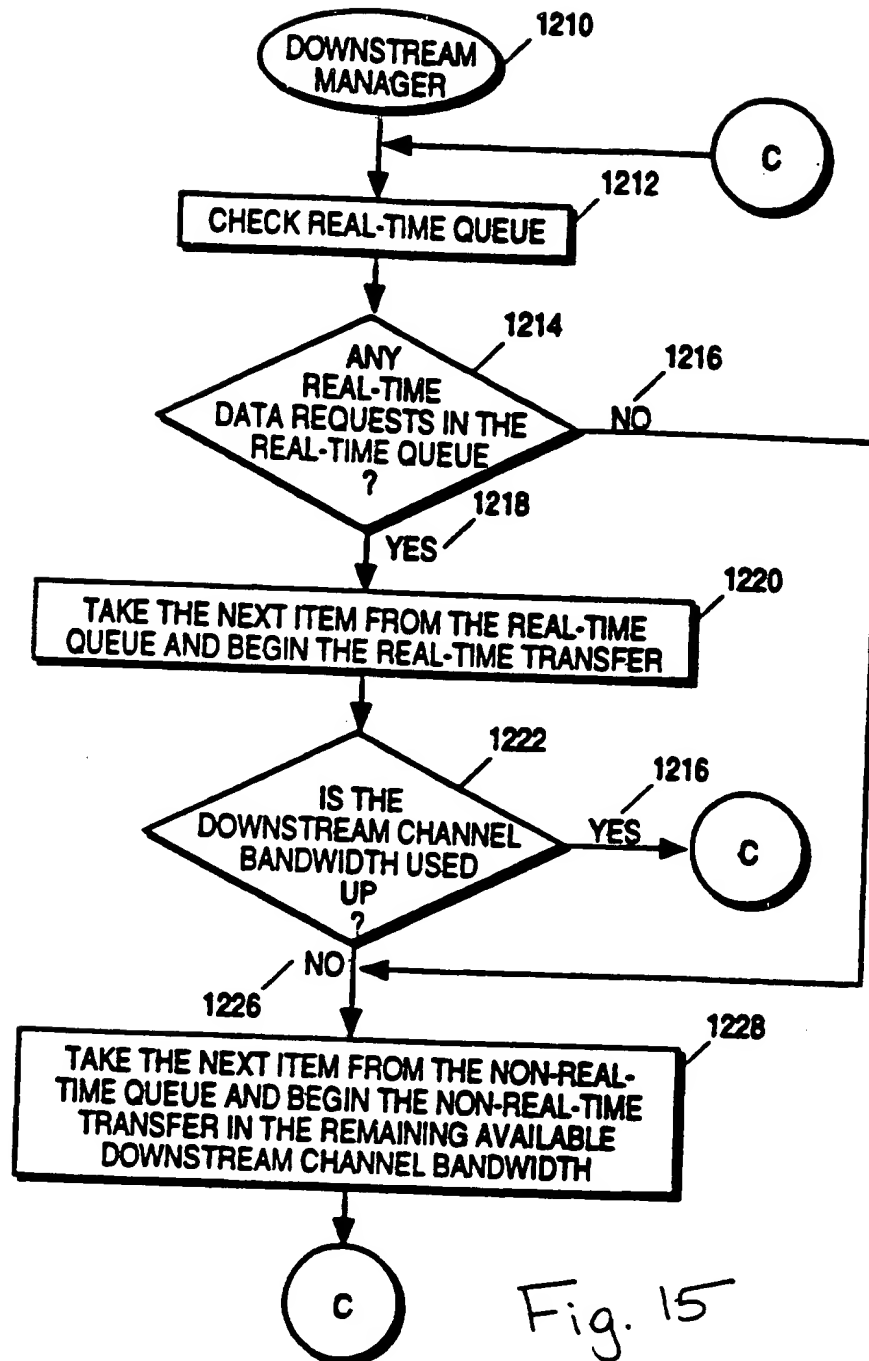 DOWNSTREAM
MANAGER
1210
C
1212
CHECK REAL-TIME QUEUE
1214
ANY
REAL-TIME
DATA REQUESTS IN THE
REAL-TIME QUEUE
?
1216
NO
1218
YES
1220
TAKE THE NEXT ITEM FROM THE REAL-TIME
QUEUE AND BEGIN THE REAL-TIME TRANSFER
1222
IS THE
DOWNSTREAM CHANNEL
BANDWIDTH USED
UP
?
1216
YES
C
NO
1226
1228
TAKE THE NEXT ITEM FROM THE NON-REAL-
TIME QUEUE AND BEGIN THE NON-REAL-TIME
TRANSFER IN THE REMAINING AVAILABLE
DOWNSTREAM CHANNEL BANDWIDTH
C
Fig. 15